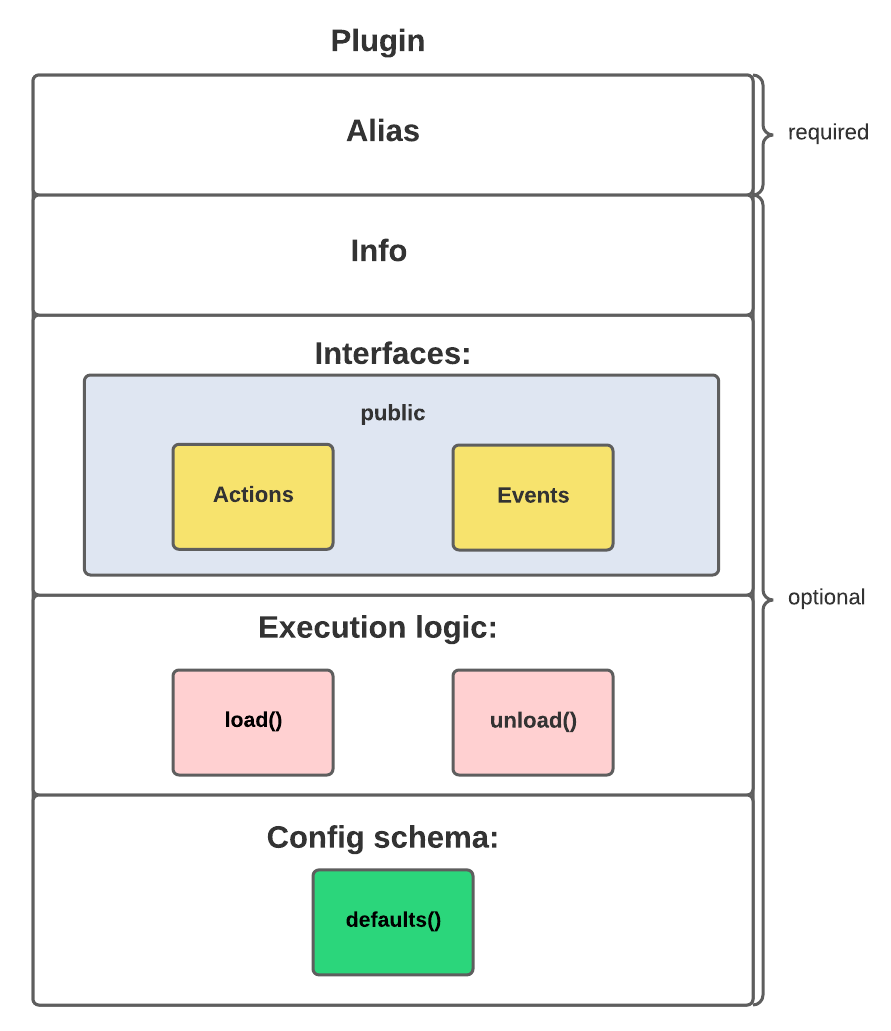 Plugin
Alias
required
Info
Interfaces:
public
Actions
Events
optional
Execution logic:
load()
unload()
Config schema:
defaults()